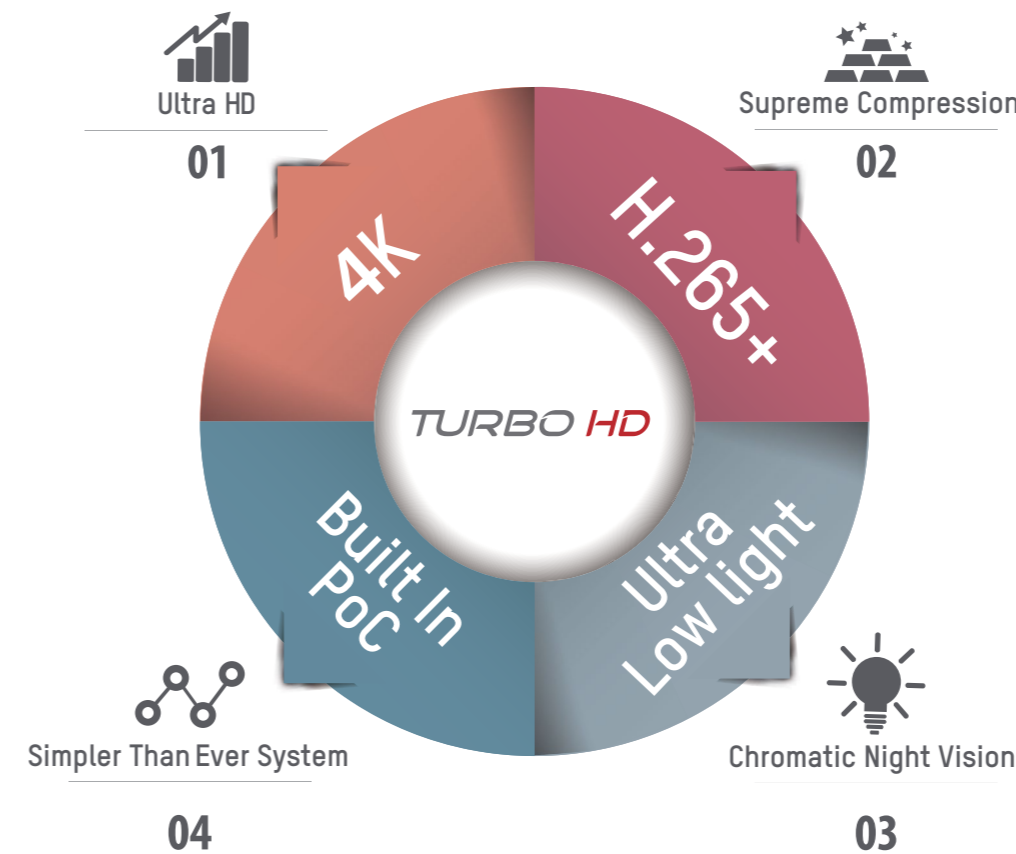 Ultra HD
01
Supreme Compression
02
4K
H.265+
TURBO HD
Built In
PoC
Ultra
Low light
Simpler Than Ever System
04
Chromatic Night Vision
03